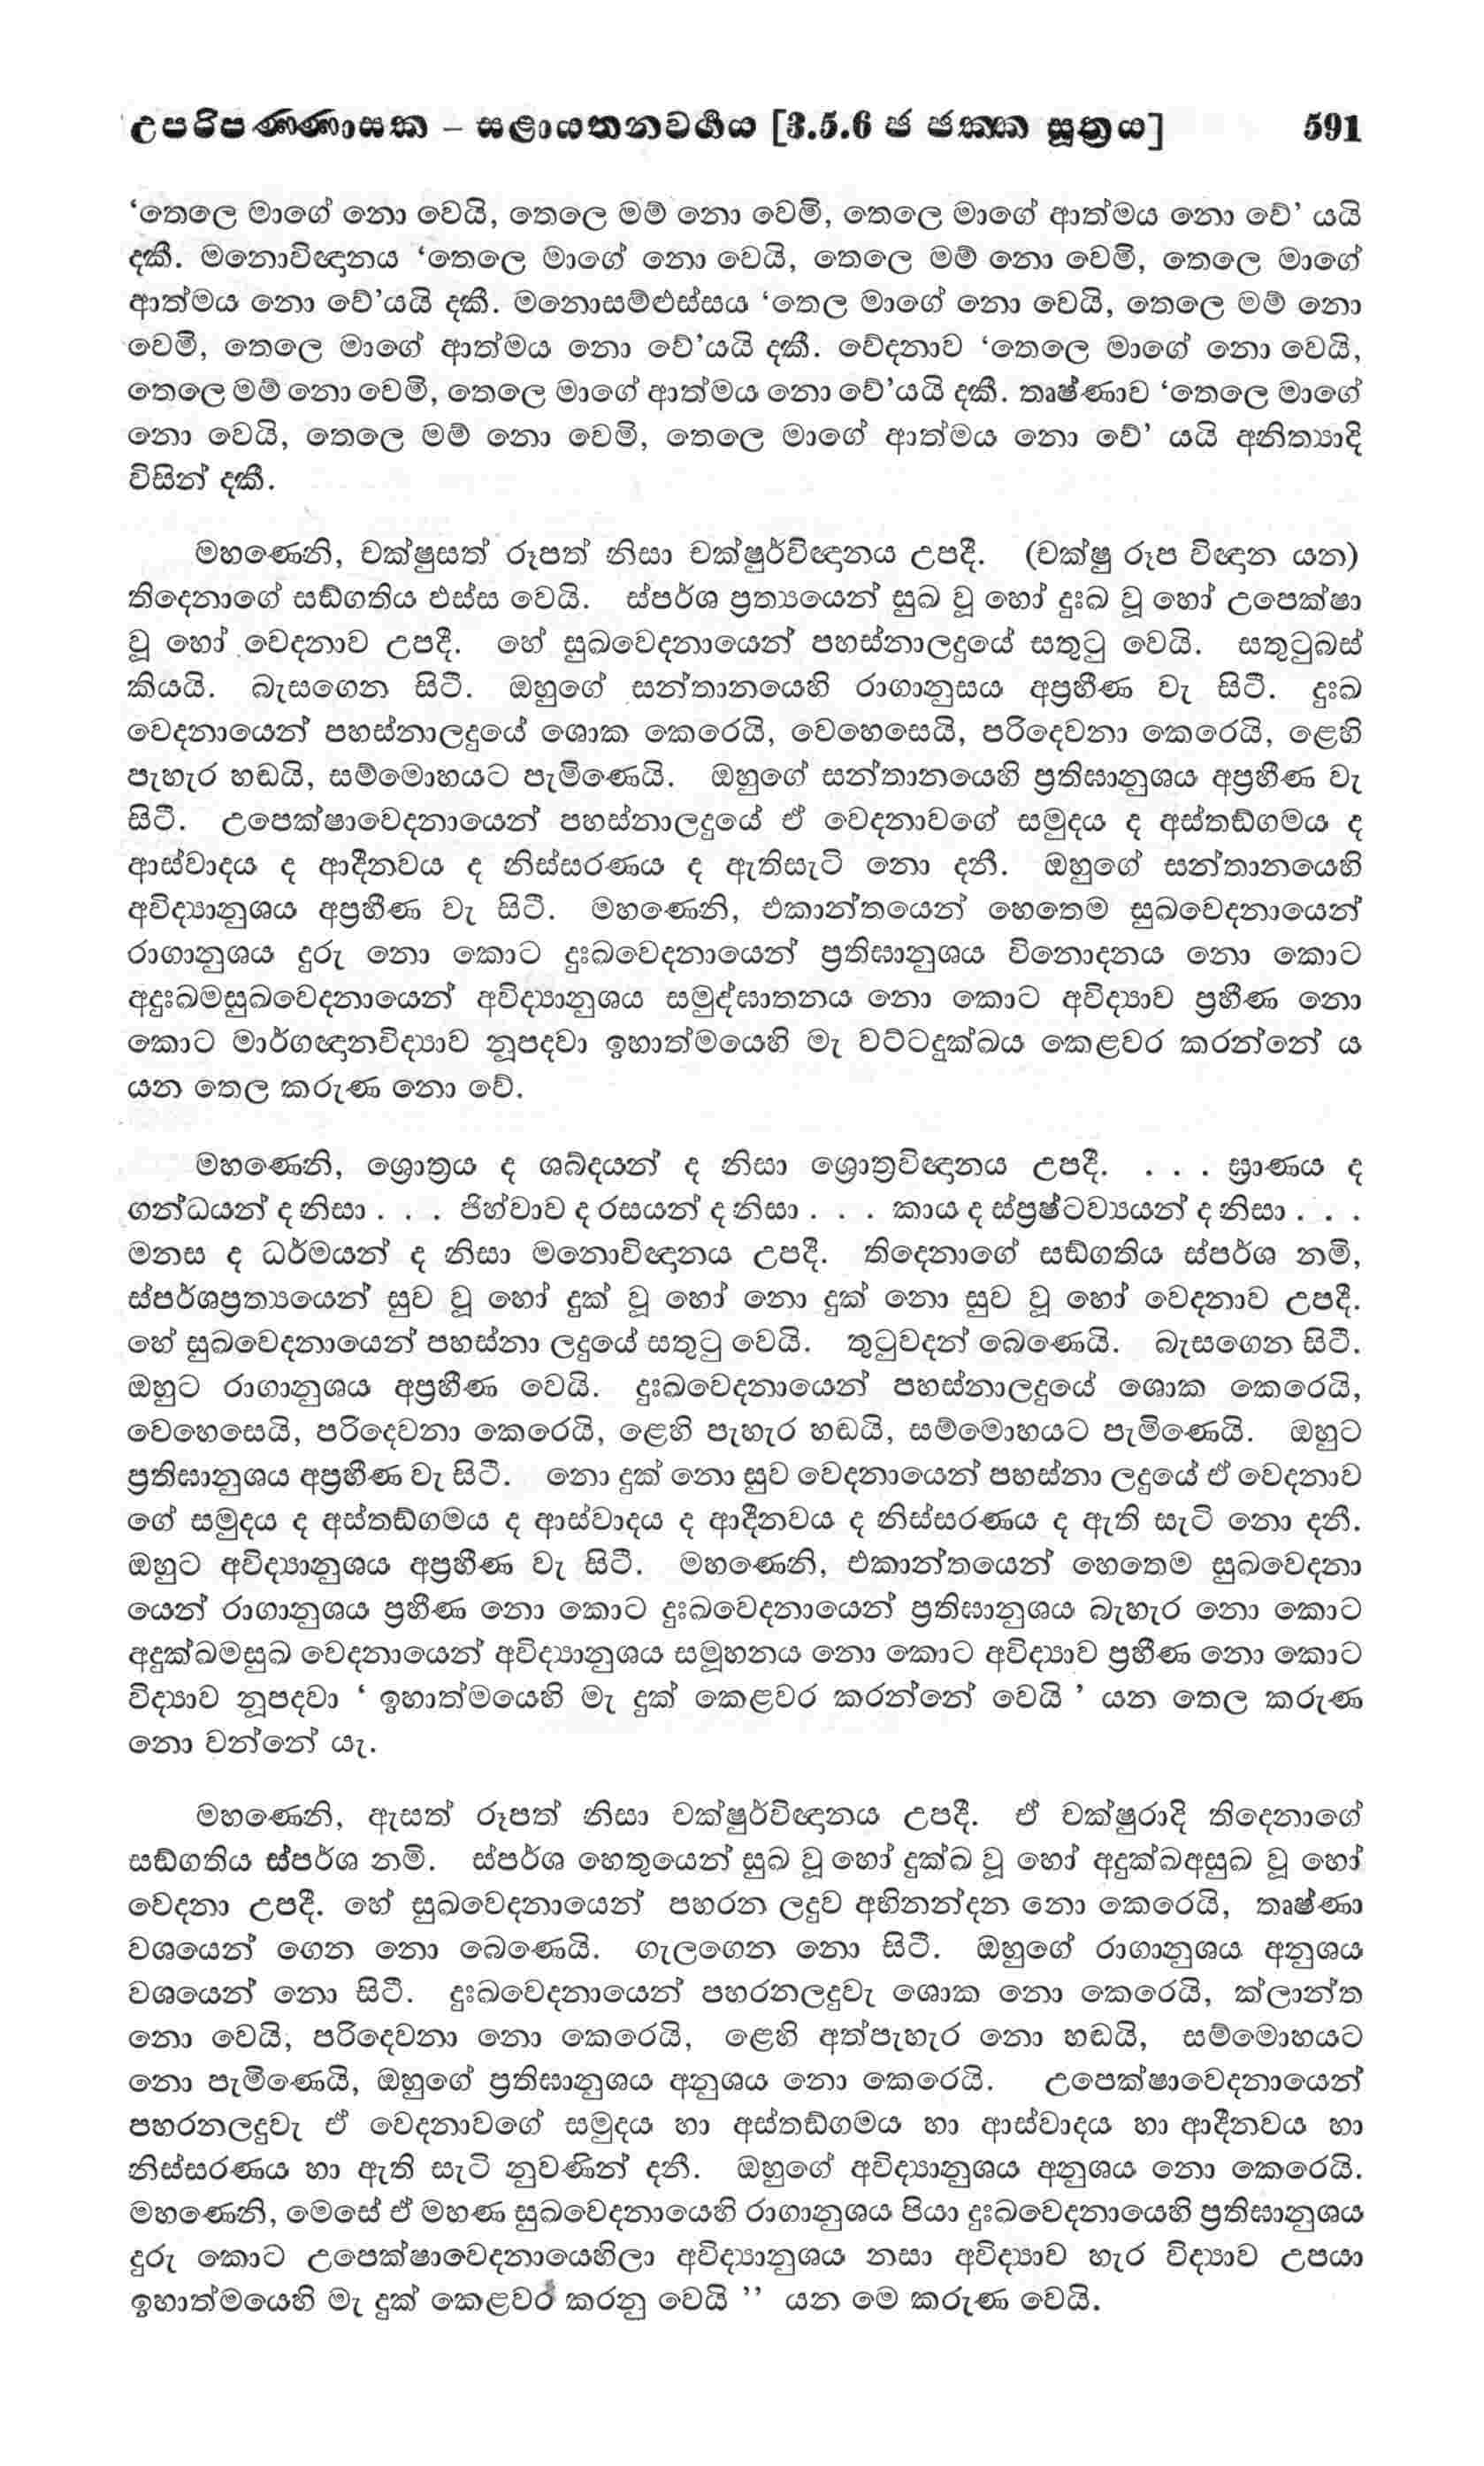 උපරිපණ්ණාසක – සළායතනවර්ගය [3.5.6 ඡ ඡක්ක සූත්‍රය] 591
‘තෙලෙ මාගේ නො වෙයි, තෙලෙ මම් නො වෙමි, තෙලෙ මාගේ ආත්මය නො වේ’ යයි
දකී. මනොවිඥානය ‘තෙලෙ මාගේ නො වෙයි, තෙලෙ මම් නො වෙමි, තෙලෙ මාගේ
ආත්මය නො වේ’යයි දකී. මනොසම්ඵස්සය ‘තෙල මාගේ නො වෙයි, තෙලෙ මම් නො
වෙමි, තෙලෙ මාගේ ආත්මය නො වේ’යයි දකී. වේදනාව ‘තෙලෙ මාගේ නො වෙයි,
තෙලෙ මම් නො වෙමි, තෙලෙ මාගේ ආත්මය නො වේ’යයි දකී. තෘෂ්ණාව ‘තෙලෙ මාගේ
නො වෙයි, තෙලෙ මම් නො වෙමි, තෙලෙ මාගේ ආත්මය නො වේ’ යයි අනිත්‍යාදි
විසින් දකී.
මහණෙනි, චක්ෂුසත් රූපත් නිසා චක්ෂුර්විඥානය උපදී. (චක්ෂු රූප විඥාන යන)
තිදෙනාගේ සඞ්ගතිය ඵස්ස වෙයි. ස්පර්ශ ප්‍රත්‍යයෙන් සුඛ වූ හෝ දුඃඛ වූ හෝ උපෙක්ෂා
වූ හෝ වෙදනාව උපදී. හේ සුඛවෙදනායෙන් පහස්නාලදුයේ සතුටු වෙයි. සතුටුබස්
කියයි. බැසගෙන සිටී. ඔහුගේ සන්තානයෙහි රාගානුසය අප්‍රහීණ වැ සිටී. දුඃඛ
වෙදනායෙන් පහස්නාලදුයේ ශොක කෙරෙයි, වෙහෙසෙයි, පරිදෙවනා කෙරෙයි, ළෙහි
පැහැර හඬයි, සම්මොහයට පැමිණෙයි. ඔහුගේ සන්තානයෙහි ප්‍රතිඝානුශය අප්‍රහීණ වැ
සිටී. උපෙක්ෂාවෙදනායෙන් පහස්නාලදුයේ ඒ වෙදනාවගේ සමුදය ද අස්තඞ්ගමය ද
ආස්වාදය ද ආදීනවය ද නිස්සරණය ද ඇතිසැටි නො දනී. ඔහුගේ සන්තානයෙහි
අවිද්‍යානුශය අප්‍රහීණ වැ සිටී. මහණෙනි, එකාන්තයෙන් හෙතෙම සුඛවෙදනායෙන්
රාගානුශය දුරු නො කොට දුඃඛවෙදනායෙන් ප්‍රතිඝානුශය විනොදනය නො කොට
අදුඃඛමසුඛවෙදනායෙන් අවිද්‍යානුශය සමුද්ඝාතනය නො කොට අවිද්‍යාව ප්‍රහීණ නො
කොට මාර්ගඥානවිද්‍යාව නූපදවා ඉහාත්මයෙහි මැ වට්ටදුක්ඛය කෙළවර කරන්නේ ය
යන තෙල කරුණ නො වේ.
මහණෙනි, ශ්‍රොත්‍රය ද ශබ්දයන් ද නිසා ශ්‍රොත්‍රවිඥානය උපදී. . . . ඝ්‍රාණය ද
ගන්ධයන් ද නිසා . . . ජිහ්වාව ද රසයන් ද නිසා . . . කාය ද ස්ප්‍රෂ්ටව්‍යයන් ද නිසා . . .
මනස ද ධර්මයන් ද නිසා මනොවිඥානය උපදී. තිදෙනාගේ සඞ්ගතිය ස්පර්ශ නමි,
ස්පර්ශප්‍රත්‍යයෙන් සුව වූ හෝ දුක් වූ හෝ නො දුක් නො සුව වූ හෝ වෙදනාව උපදී.
හේ සුඛවෙදනායෙන් පහස්නා ලදුයේ සතුටු වෙයි. තුටුවදන් බෙණෙයි. බැසගෙන සිටී.
ඔහුට රාගානුශය අප්‍රහීණ වෙයි. දුඃඛවෙදනායෙන් පහස්නාලදුයේ ශොක කෙරෙයි,
වෙහෙසෙයි, පරිදෙවනා කෙරෙයි, ළෙහි පැහැර හඬයි, සම්මොහයට පැමිණෙයි. ඔහුට
ප්‍රතිඝානුශය අප්‍රහීණ වැ සිටී. නො දුක් නො සුව වෙදනායෙන් පහස්නා ලදුයේ ඒ වෙදනාව
ගේ සමුදය ද අස්තඞ්ගමය ද ආස්වාදය ද ආදීනවය ද නිස්සරණය ද ඇති සැටි නො දනී.
ඔහුට අවිද්‍යානුශය අප්‍රහීණ වැ සිටී. මහණෙනි, එකාන්තයෙන් හෙතෙම සුඛවෙදනා
යෙන් රාගානුශය ප්‍රහීණ නො කොට දුඃඛවෙදනායෙන් ප්‍රතිඝානුශය බැහැර නො කොට
අදුක්ඛමසුඛ වෙදනායෙන් අවිද්‍යානුශය සමූහනය නො කොට අවිද්‍යාව ප්‍රහීණ නො කොට
විද්‍යාව නූපදවා ‘ ඉහාත්මයෙහි මැ දුක් කෙළවර කරන්නේ වෙයි ’ යන තෙල කරුණ
නො වන්නේ යැ.
මහණෙනි, ඇසත් රූපත් නිසා චක්ෂුර්විඥානය උපදී. ඒ චක්ෂුරාදි තිදෙනාගේ
සඞ්ගතිය ස්පර්ශ නමි. ස්පර්ශ හෙතුයෙන් සුඛ වූ හෝ දුක්ඛ වූ හෝ අදුක්ඛඅසුඛ වූ හෝ
වෙදනා උපදී. හේ සුඛවෙදනායෙන් පහරන ලදුව අභිනන්දන නො කෙරෙයි, තෘෂ්ණා
වශයෙන් ගෙන නො බෙණෙයි. ගැලගෙන නො සිටී. ඔහුගේ රාගානුශය අනුශය
වශයෙන් නො සිටී. දුඃඛවෙදනායෙන් පහරනලදුවැ ශොක නො කෙරෙයි, ක්ලාන්ත
නො වෙයි, පරිදෙවනා නො කෙරෙයි, ළෙහි අත්පැහැර නො හඬයි, සම්මොහයට
නො පැමිණෙයි, ඔහුගේ ප්‍රතිඝානුශය අනුශය නො කෙරෙයි. උපෙක්ෂාවෙදනායෙන්
පහරනලදුවැ ඒ වෙදනාවගේ සමුදය හා අස්තඞ්ගමය හා ආස්වාදය හා ආදීනවය හා
නිස්සරණය හා ඇති සැටි නුවණින් දනී. ඔහුගේ අවිද්‍යානුශය අනුශය නො කෙරෙයි.
මහණෙනි, මෙසේ ඒ මහණ සුඛවෙදනායෙහි රාගානුශය පියා දුඃඛවෙදනායෙහි ප්‍රතිඝානුශය
දුරු කොට උපෙක්ෂාවෙදනායෙහිලා අවිද්‍යානුශය නසා අවිද්‍යාව හැර විද්‍යාව උපයා
ඉහාත්මයෙහි මැ දුක් කෙළවර කරනු වෙයි ’’ යන මෙ කරුණ වෙයි.